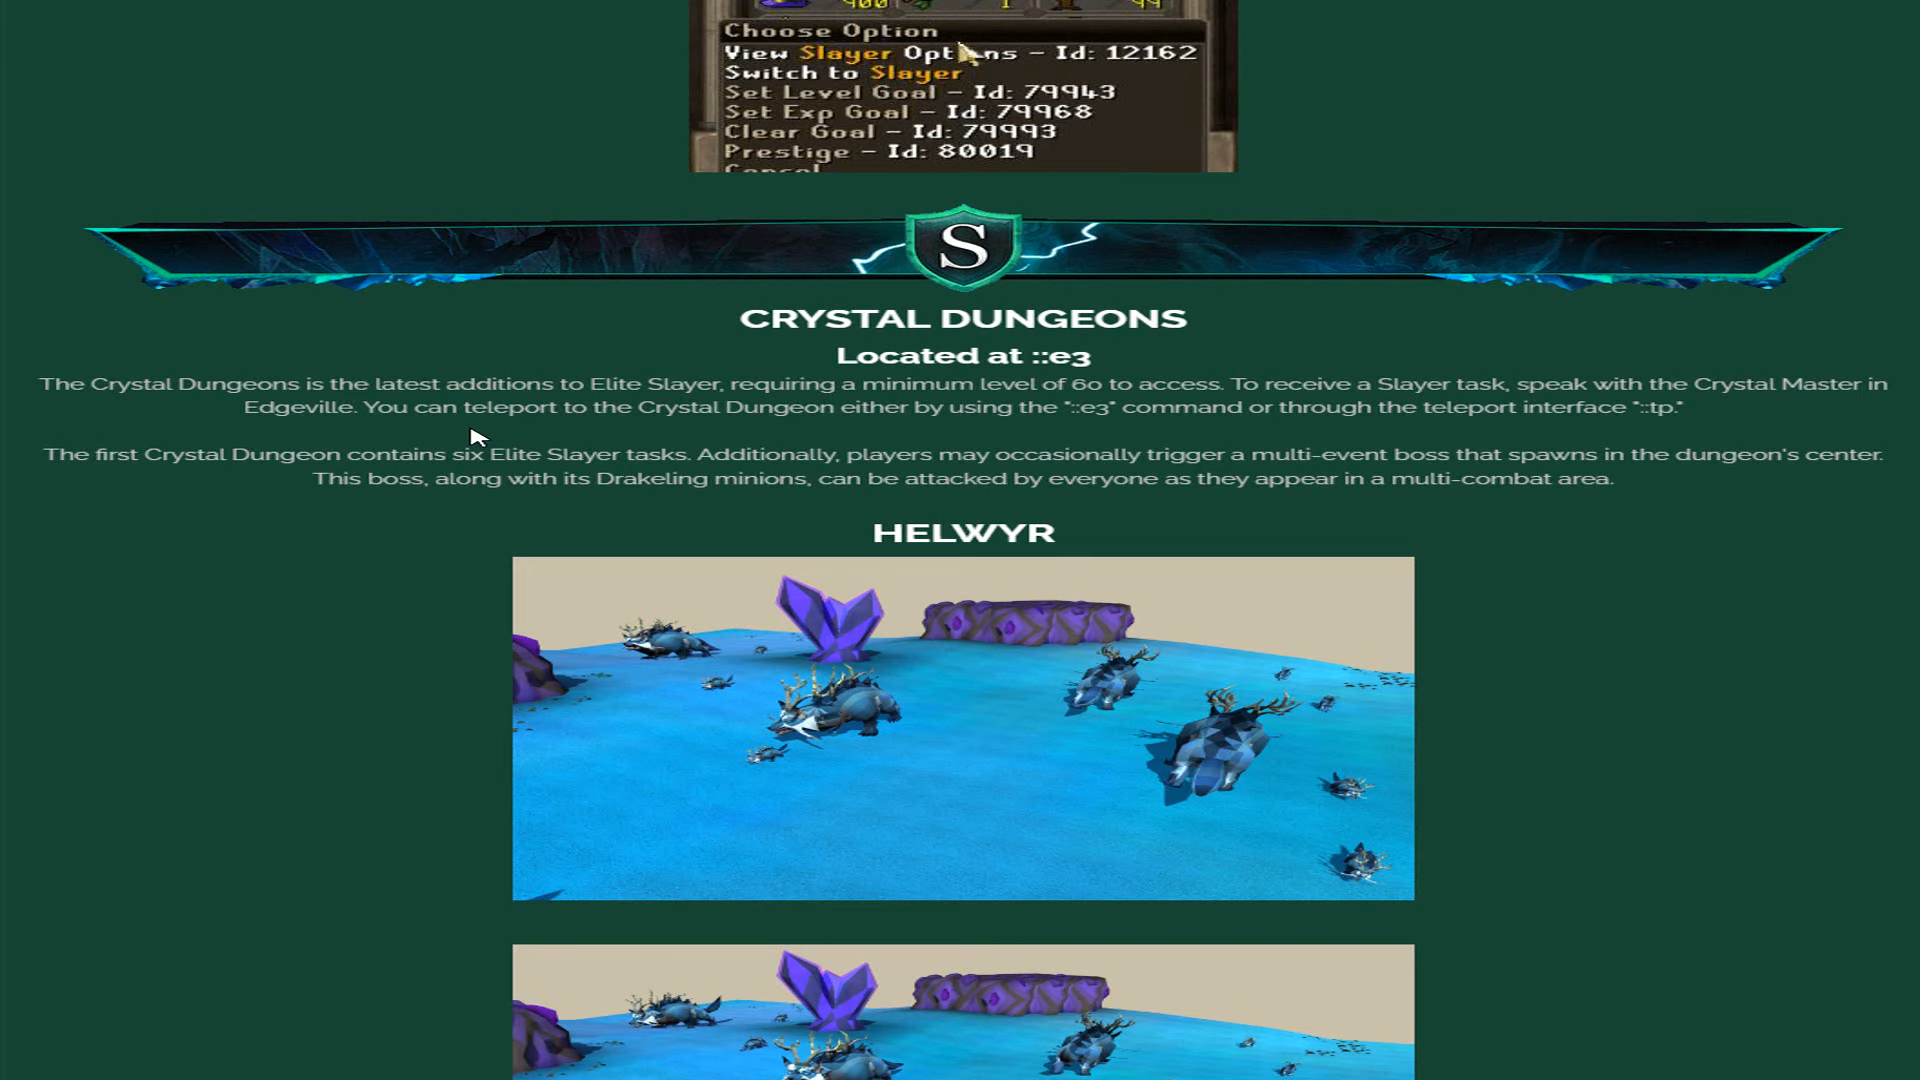 400 1 99
Choose Option
View Slayer Options - Id: 12162
Switch to Slayer
Set Level Goal - Id: 79943
Set Exp Goal - Id: 79968
Clear Goal - Id: 79993
Prestige - Id: 80019
Cancel
S
CRYSTAL DUNGEONS
Located at ::e3
The Crystal Dungeons is the latest additions to Elite Slayer, requiring a minimum level of 60 to access. To receive a Slayer task, speak with the Crystal Master in
Edgeville. You can teleport to the Crystal Dungeon either by using the "::e3" command or through the teleport interface "::tp."
The first Crystal Dungeon contains six Elite Slayer tasks. Additionally, players may occasionally trigger a multi-event boss that spawns in the dungeon's center.
This boss, along with its Drakeling minions, can be attacked by everyone as they appear in a multi-combat area.
HELWYR